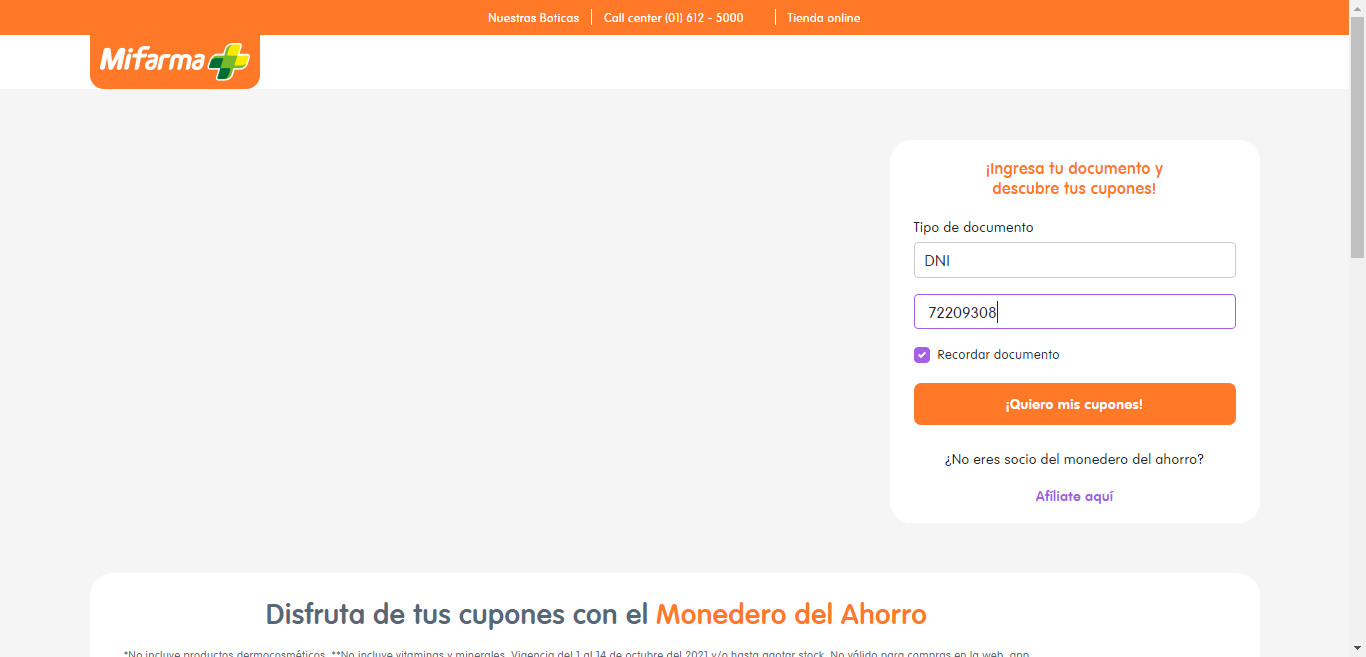 Nuestras Boticas
Call center (01) 612 - 5000
Tienda online
Mifarma
¡Ingresa tu documento y
descubre tus cupones!
Tipo de documento
DNI
72209308
Recordar documento
¡Quiero mis cupones!
¿No eres socio del monedero del ahorro?
Afíliate aquí
Disfruta de tus cupones con el Monedero del Ahorro
*No incluye productos dermocosméticos. **No incluye vitaminas y minerales. Vigencia del 1 al 14 de octubre del 2021 y/o hasta agotar stock. No válido para compras en la web, app